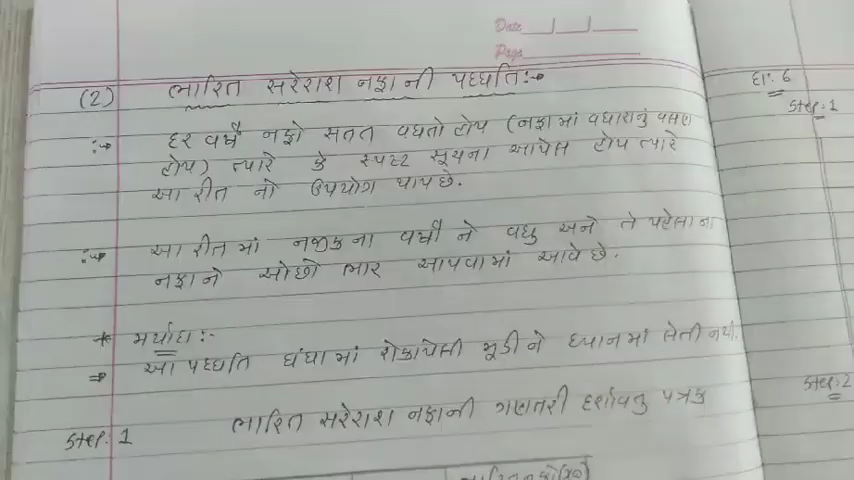 Date
Page
(2) ભારિત સરેરાશ નફાની પધ્ધતિ :→
દર વર્ષે નફો સતત વધતો હોય (નફામાં વધારાનું વલણ
હોય) ત્યારે કે સ્પષ્ટ સૂચના આપેલ હોય ત્યારે
આ રીત નો ઉપયોગ થાય છે.
આ રીત માં નજીક ના વર્ષો ને વધુ અને તે પહેલા ના
નફાને ઓછો ભાર આપવામાં આવે છે.
* મર્યાદા :-
⇒ આ પધ્ધતિ ધંધામાં રોકાયેલી મૂડીને ધ્યાનમાં લેતી નથી.
Step: 1 ભારિત સરેરાશ નફાની ગણતરી દર્શાવતુ પત્રક
દા. 6
Step: 1
Step: 2